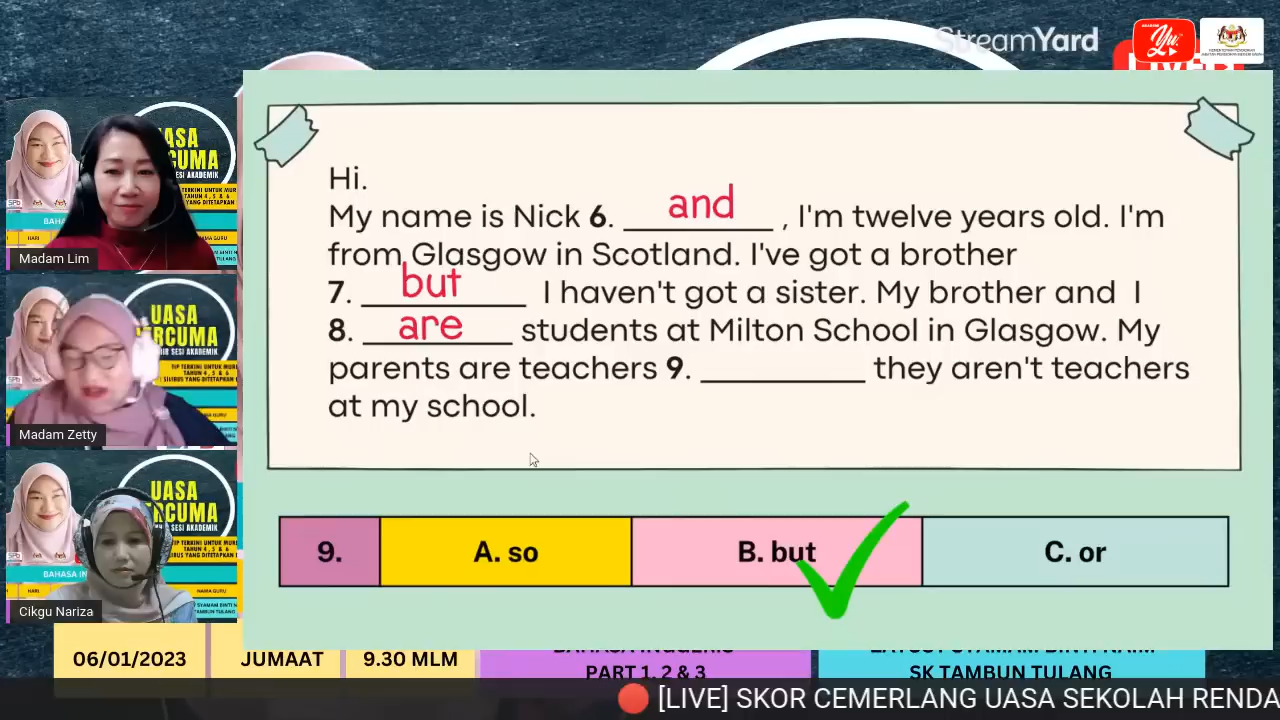 StreamYard
Hi.
My name is Nick 6. and , I'm twelve years old. I'm
from Glasgow in Scotland. I've got a brother
7. but I haven't got a sister. My brother and I
8. are students at Milton School in Glasgow. My
parents are teachers 9. they aren't teachers
at my school.
9. A. so B. but C. or
Madam Lim
Madam Zetty
UASA
Cikgu Nariza
06/01/2023 JUMAAT 9.30 MLM
PART 1, 2 & 3
SK TAMBUN TULANG
[LIVE] SKOR CEMERLANG UASA SEKOLAH RENDA